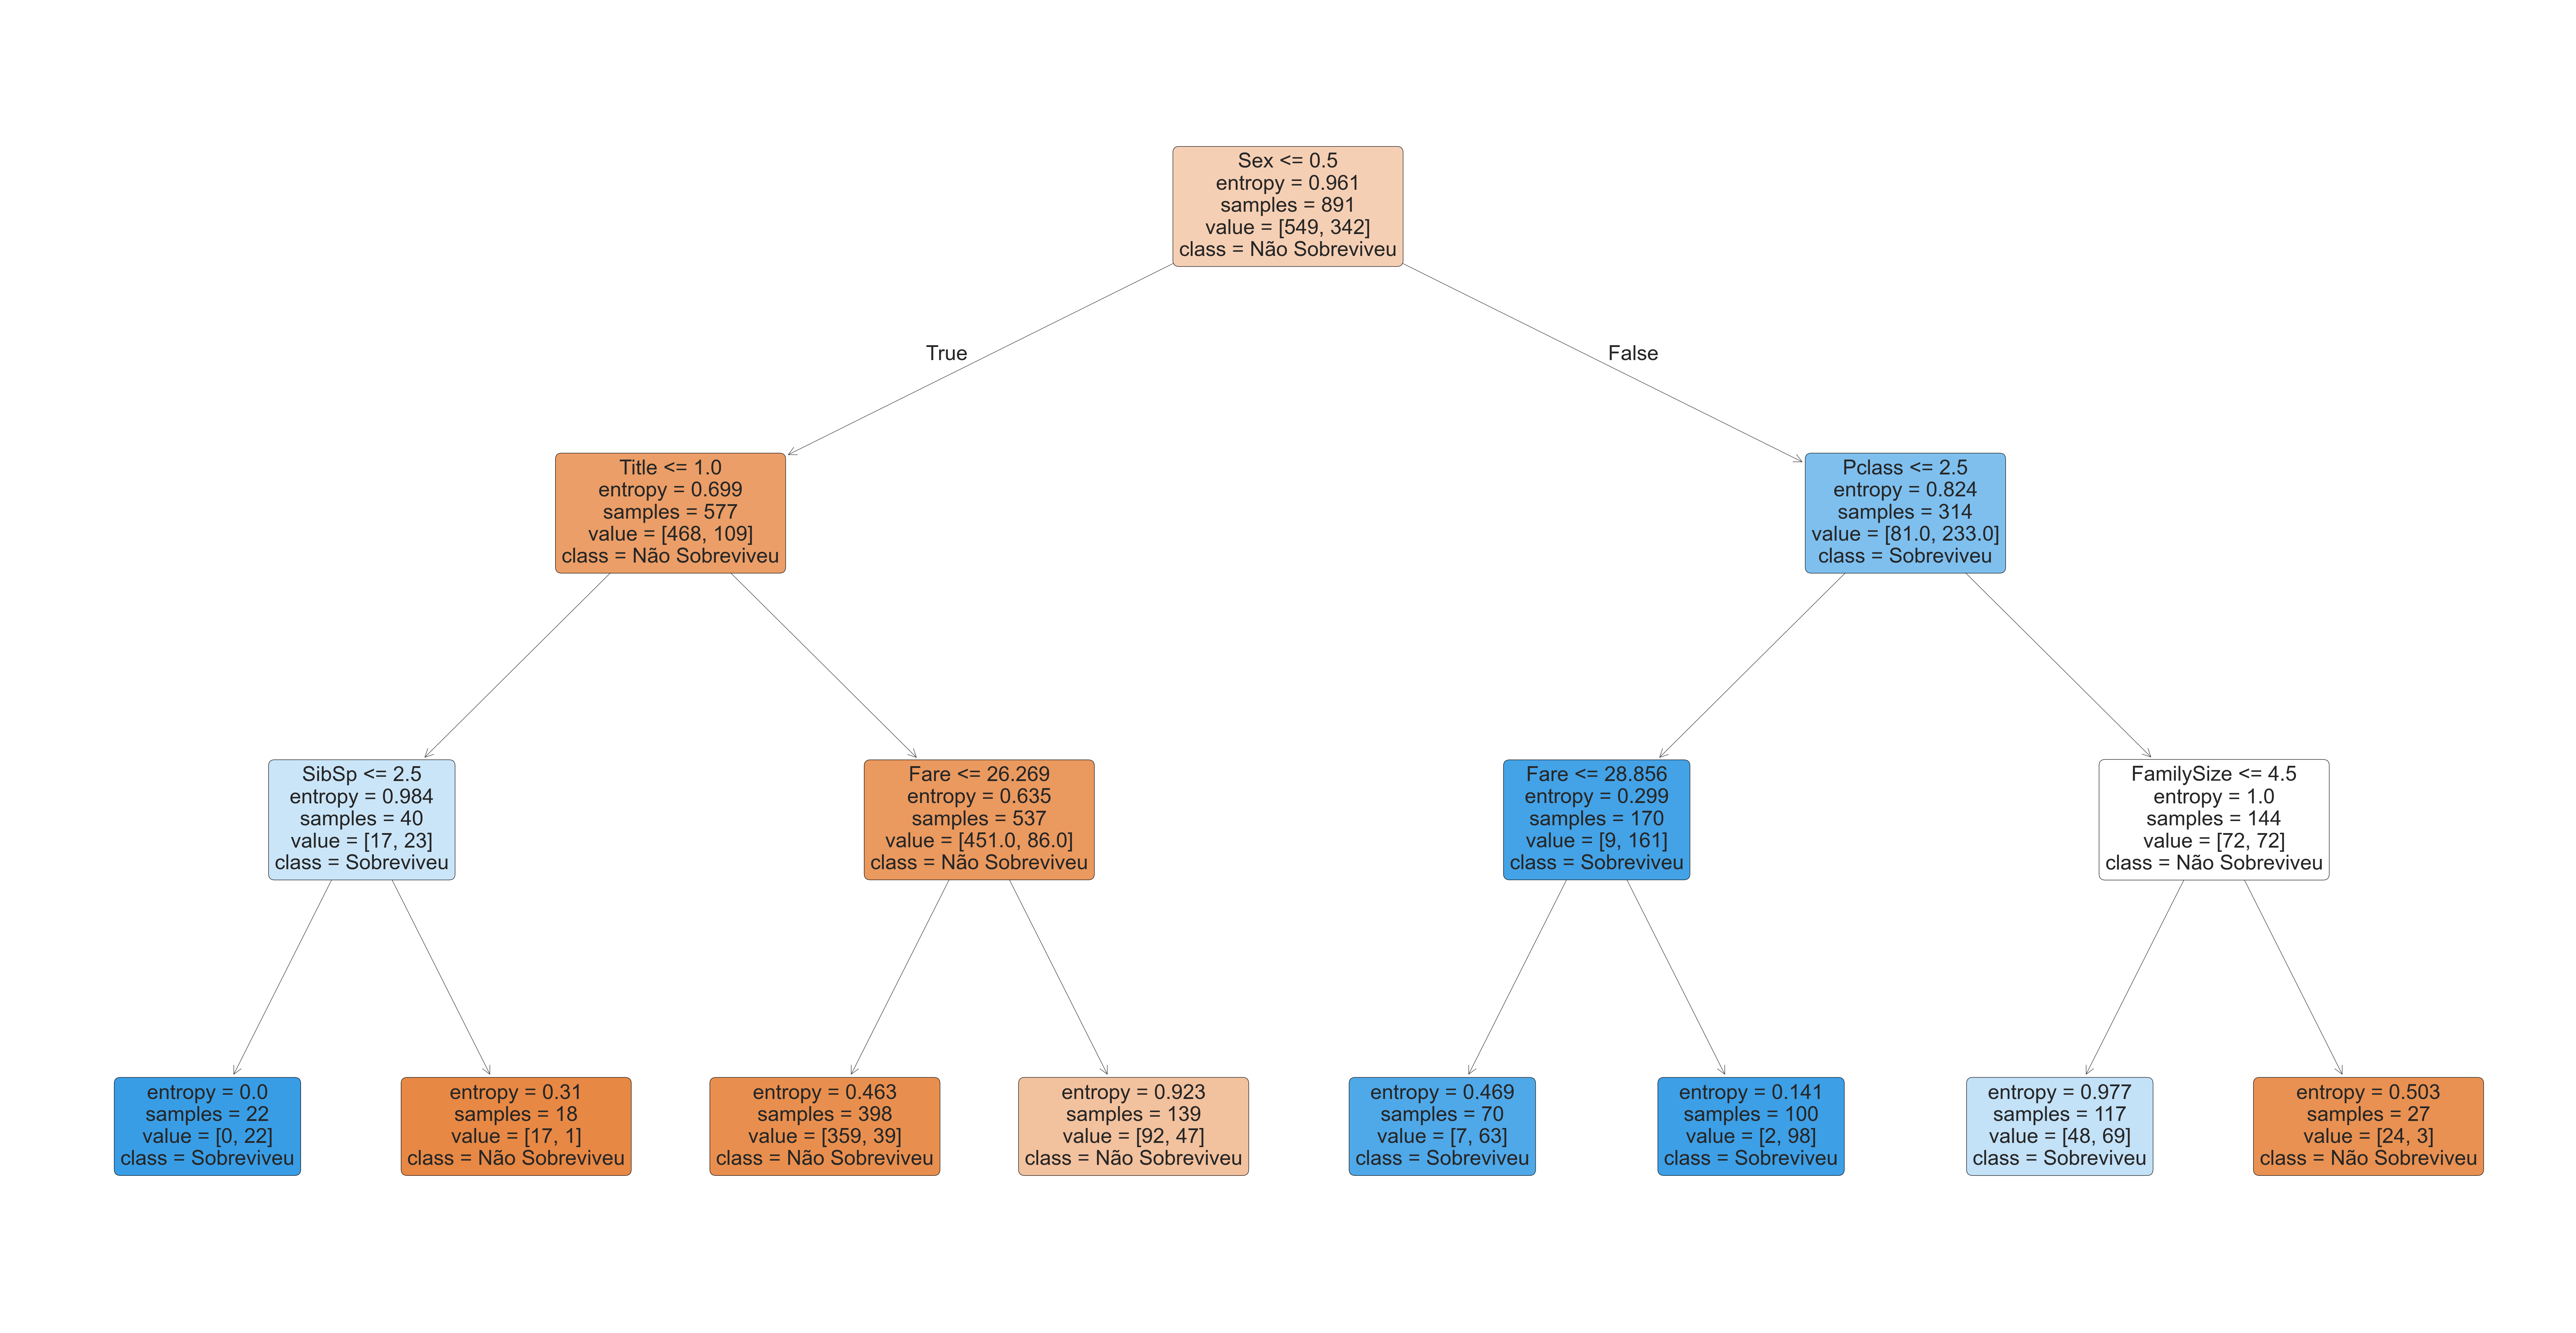 Sex <= 0.5
entropy = 0.961
samples = 891
value = [549, 342]
class = Não Sobreviveu
True
False
Title <= 1.0
entropy = 0.699
samples = 577
value = [468, 109]
class = Não Sobreviveu
Pclass <= 2.5
entropy = 0.824
samples = 314
value = [81.0, 233.0]
class = Sobreviveu
SibSp <= 2.5
entropy = 0.984
samples = 40
value = [17, 23]
class = Sobreviveu
Fare <= 26.269
entropy = 0.635
samples = 537
value = [451.0, 86.0]
class = Não Sobreviveu
Fare <= 28.856
entropy = 0.299
samples = 170
value = [9, 161]
class = Sobreviveu
FamilySize <= 4.5
entropy = 1.0
samples = 144
value = [72, 72]
class = Não Sobreviveu
entropy = 0.0
samples = 22
value = [0, 22]
class = Sobreviveu
entropy = 0.31
samples = 18
value = [17, 1]
class = Não Sobreviveu
entropy = 0.463
samples = 398
value = [359, 39]
class = Não Sobreviveu
entropy = 0.923
samples = 139
value = [92, 47]
class = Não Sobreviveu
entropy = 0.469
samples = 70
value = [7, 63]
class = Sobreviveu
entropy = 0.141
samples = 100
value = [2, 98]
class = Sobreviveu
entropy = 0.977
samples = 117
value = [48, 69]
class = Sobreviveu
entropy = 0.503
samples = 27
value = [24, 3]
class = Não Sobreviveu